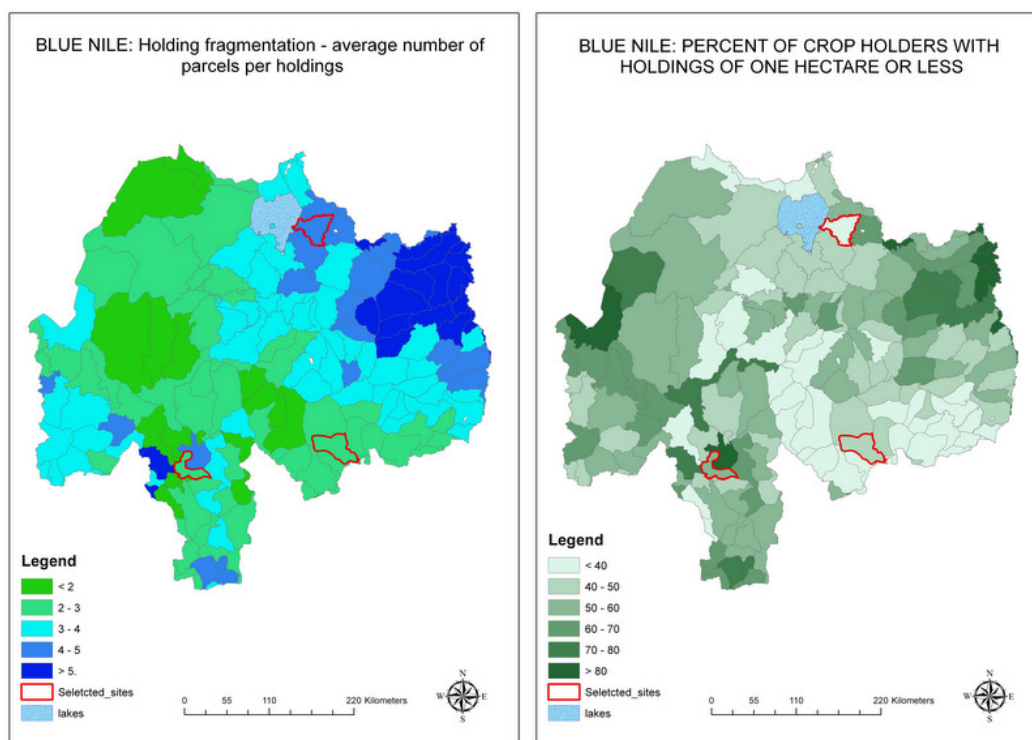 BLUE NILE: Holding fragmentation - average number of
parcels per holdings
Legend
< 2
2 - 3
3 - 4
4 - 5
> 5.
Seletcted_sites
lakes
0 55 110 220 Kilometers
N
W E
S
BLUE NILE: PERCENT OF CROP HOLDERS WITH
HOLDINGS OF ONE HECTARE OR LESS
Legend
< 40
40 - 50
50 - 60
60 - 70
70 - 80
> 80
Seletcted_sites
lakes
0 55 110 220 Kilometers
N
W E
S